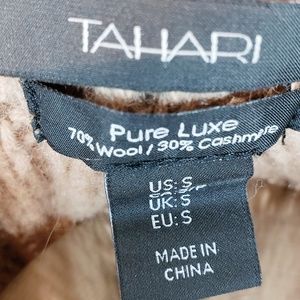 TAHARI
Pure Luxe
70% Wool / 30% Cashmere
US: S
UK: S
EU: S
MADE IN
CHINA